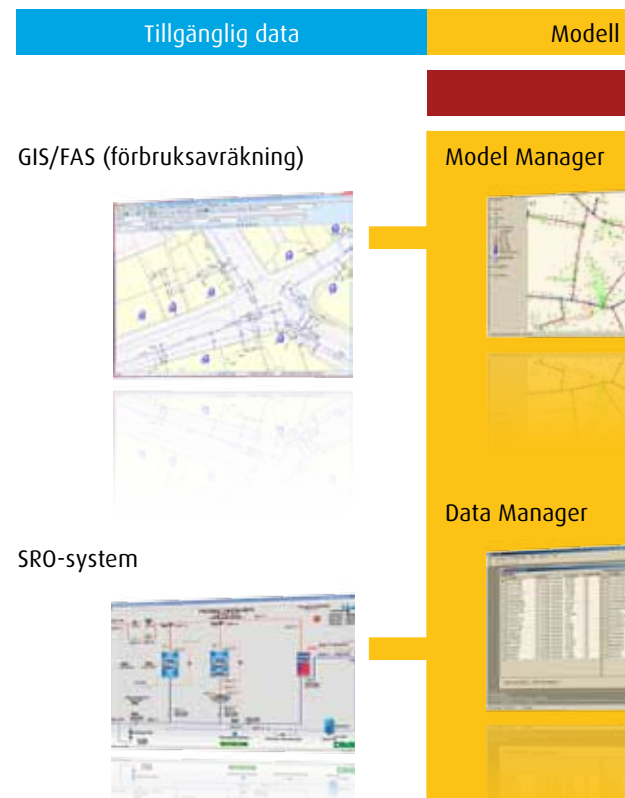 Tillgänglig data
Modell
GIS/FAS (förbruksavräkning)
Model Manager
Data Manager
SRO-system